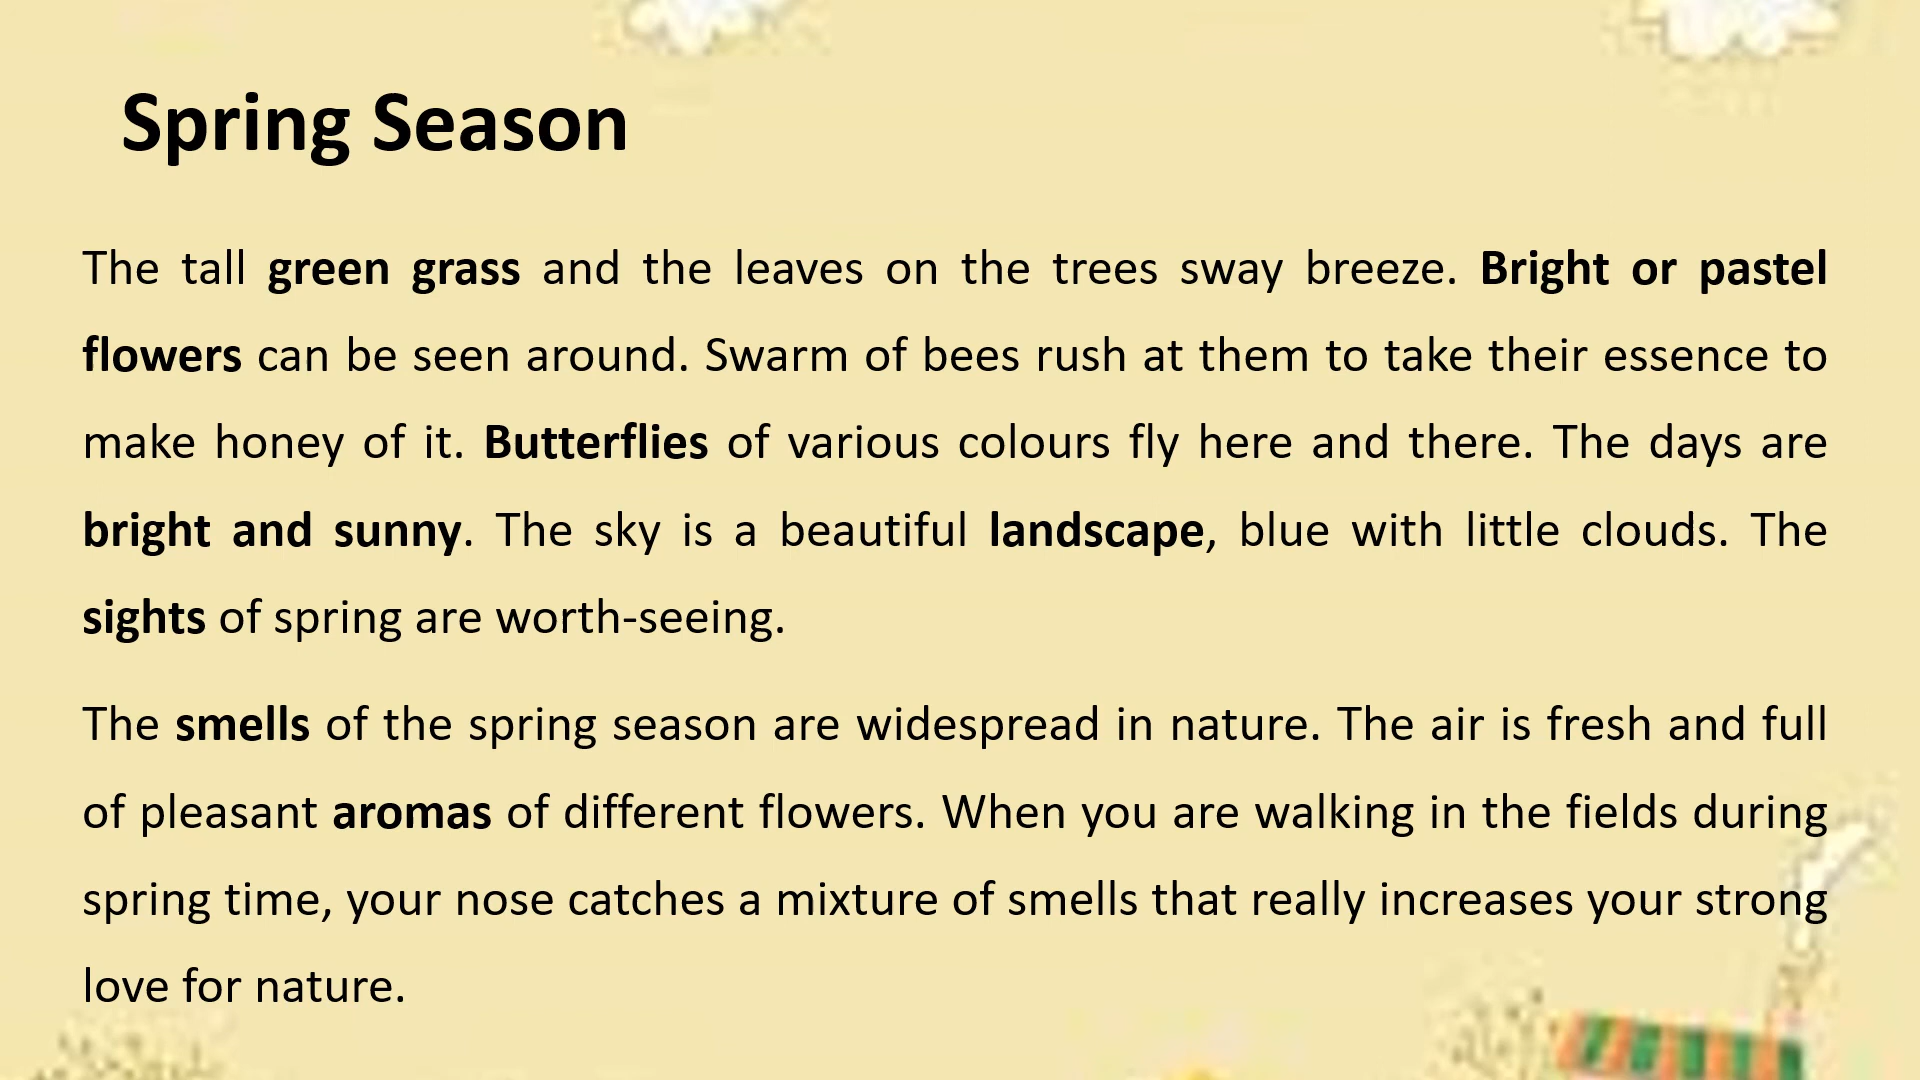 Spring Season
The tall green grass and the leaves on the trees sway breeze. Bright or pastel
flowers can be seen around. Swarm of bees rush at them to take their essence to
make honey of it. Butterflies of various colours fly here and there. The days are
bright and sunny. The sky is a beautiful landscape, blue with little clouds. The
sights of spring are worth-seeing.
The smells of the spring season are widespread in nature. The air is fresh and full
of pleasant aromas of different flowers. When you are walking in the fields during
spring time, your nose catches a mixture of smells that really increases your strong
love for nature.